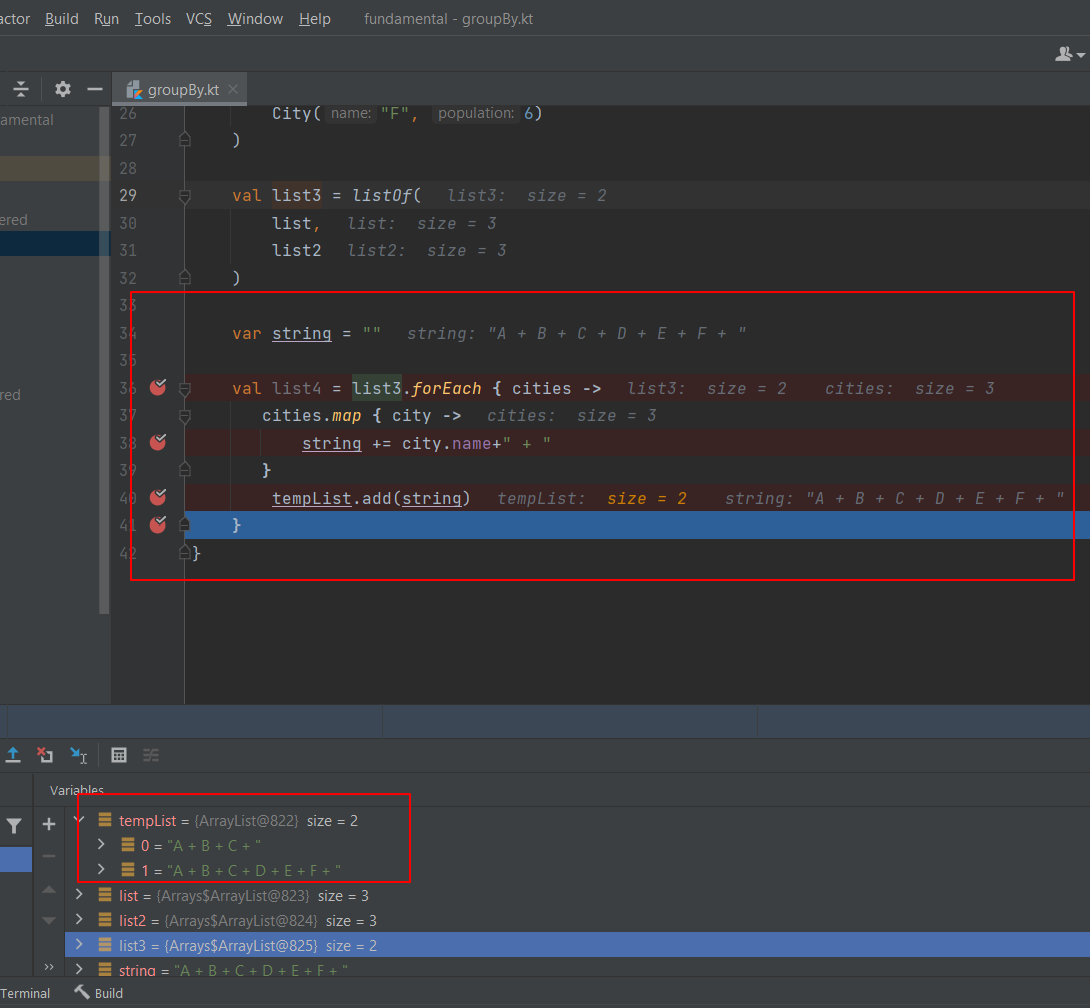 actor Build Run Tools VCS Window Help fundamental - groupBy.kt
groupBy.kt
amental
ered
red
26 City( name: "F", population: 6)
27 )
28
29 val list3 = listOf( list3: size = 2
30 list, list: size = 3
31 list2 list2: size = 3
32 )
33
34 var string = "" string: "A + B + C + D + E + F + "
35
36 val list4 = list3.forEach { cities -> list3: size = 2 cities: size = 3
37 cities.map { city -> cities: size = 3
38 string += city.name+" + "
39 }
40 tempList.add(string) tempList: size = 2 string: "A + B + C + D + E + F + "
41 }
42 }
Variables
tempList = {ArrayList@822} size = 2
0 = "A + B + C + "
1 = "A + B + C + D + E + F + "
list = {Arrays$ArrayList@823} size = 3
list2 = {Arrays$ArrayList@824} size = 3
list3 = {Arrays$ArrayList@825} size = 2
string = "A + B + C + D + E + F + "
Terminal Build